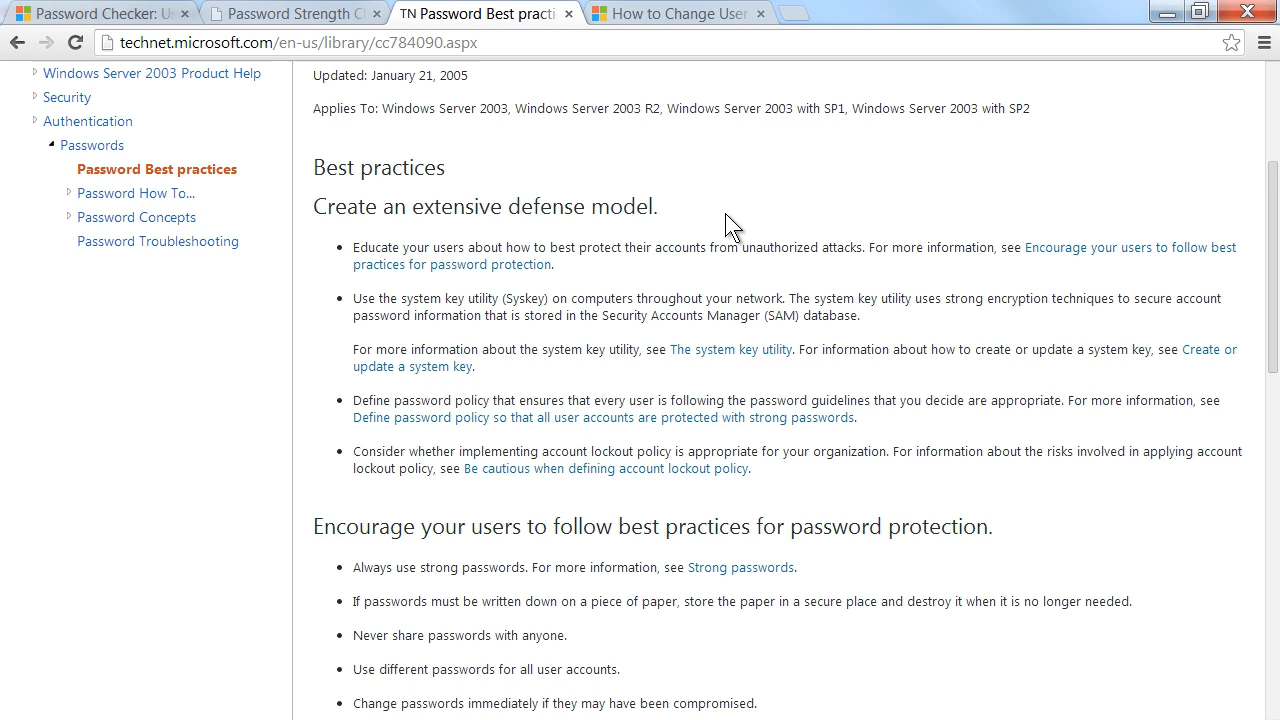 Password Checker: U
Password Strength C
TN Password Best practi
How to Change User
technet.microsoft.com/en-us/library/cc784090.aspx
Windows Server 2003 Product Help
Security
Authentication
Passwords
Password Best practices
Password How To...
Password Concepts
Password Troubleshooting
Updated: January 21, 2005
Applies To: Windows Server 2003, Windows Server 2003 R2, Windows Server 2003 with SP1, Windows Server 2003 with SP2
Best practices
Create an extensive defense model.
• Educate your users about how to best protect their accounts from unauthorized attacks. For more information, see Encourage your users to follow best
practices for password protection.
• Use the system key utility (Syskey) on computers throughout your network. The system key utility uses strong encryption techniques to secure account
password information that is stored in the Security Accounts Manager (SAM) database.
For more information about the system key utility, see The system key utility. For information about how to create or update a system key, see Create or
update a system key.
• Define password policy that ensures that every user is following the password guidelines that you decide are appropriate. For more information, see
Define password policy so that all user accounts are protected with strong passwords.
• Consider whether implementing account lockout policy is appropriate for your organization. For information about the risks involved in applying account
lockout policy, see Be cautious when defining account lockout policy.
Encourage your users to follow best practices for password protection.
• Always use strong passwords. For more information, see Strong passwords.
• If passwords must be written down on a piece of paper, store the paper in a secure place and destroy it when it is no longer needed.
• Never share passwords with anyone.
• Use different passwords for all user accounts.
• Change passwords immediately if they may have been compromised.